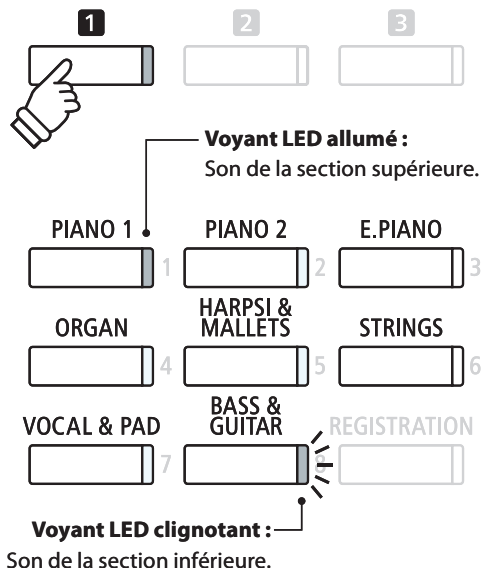 1 2 3
Voyant LED allumé :
Son de la section supérieure.
PIANO 1 PIANO 2 E.PIANO
1 2 3
ORGAN HARPSI &
MALLETS STRINGS
4 5 6
VOCAL & PAD BASS &
GUITAR REGISTRATION
7 8
Voyant LED clignotant :
Son de la section inférieure.